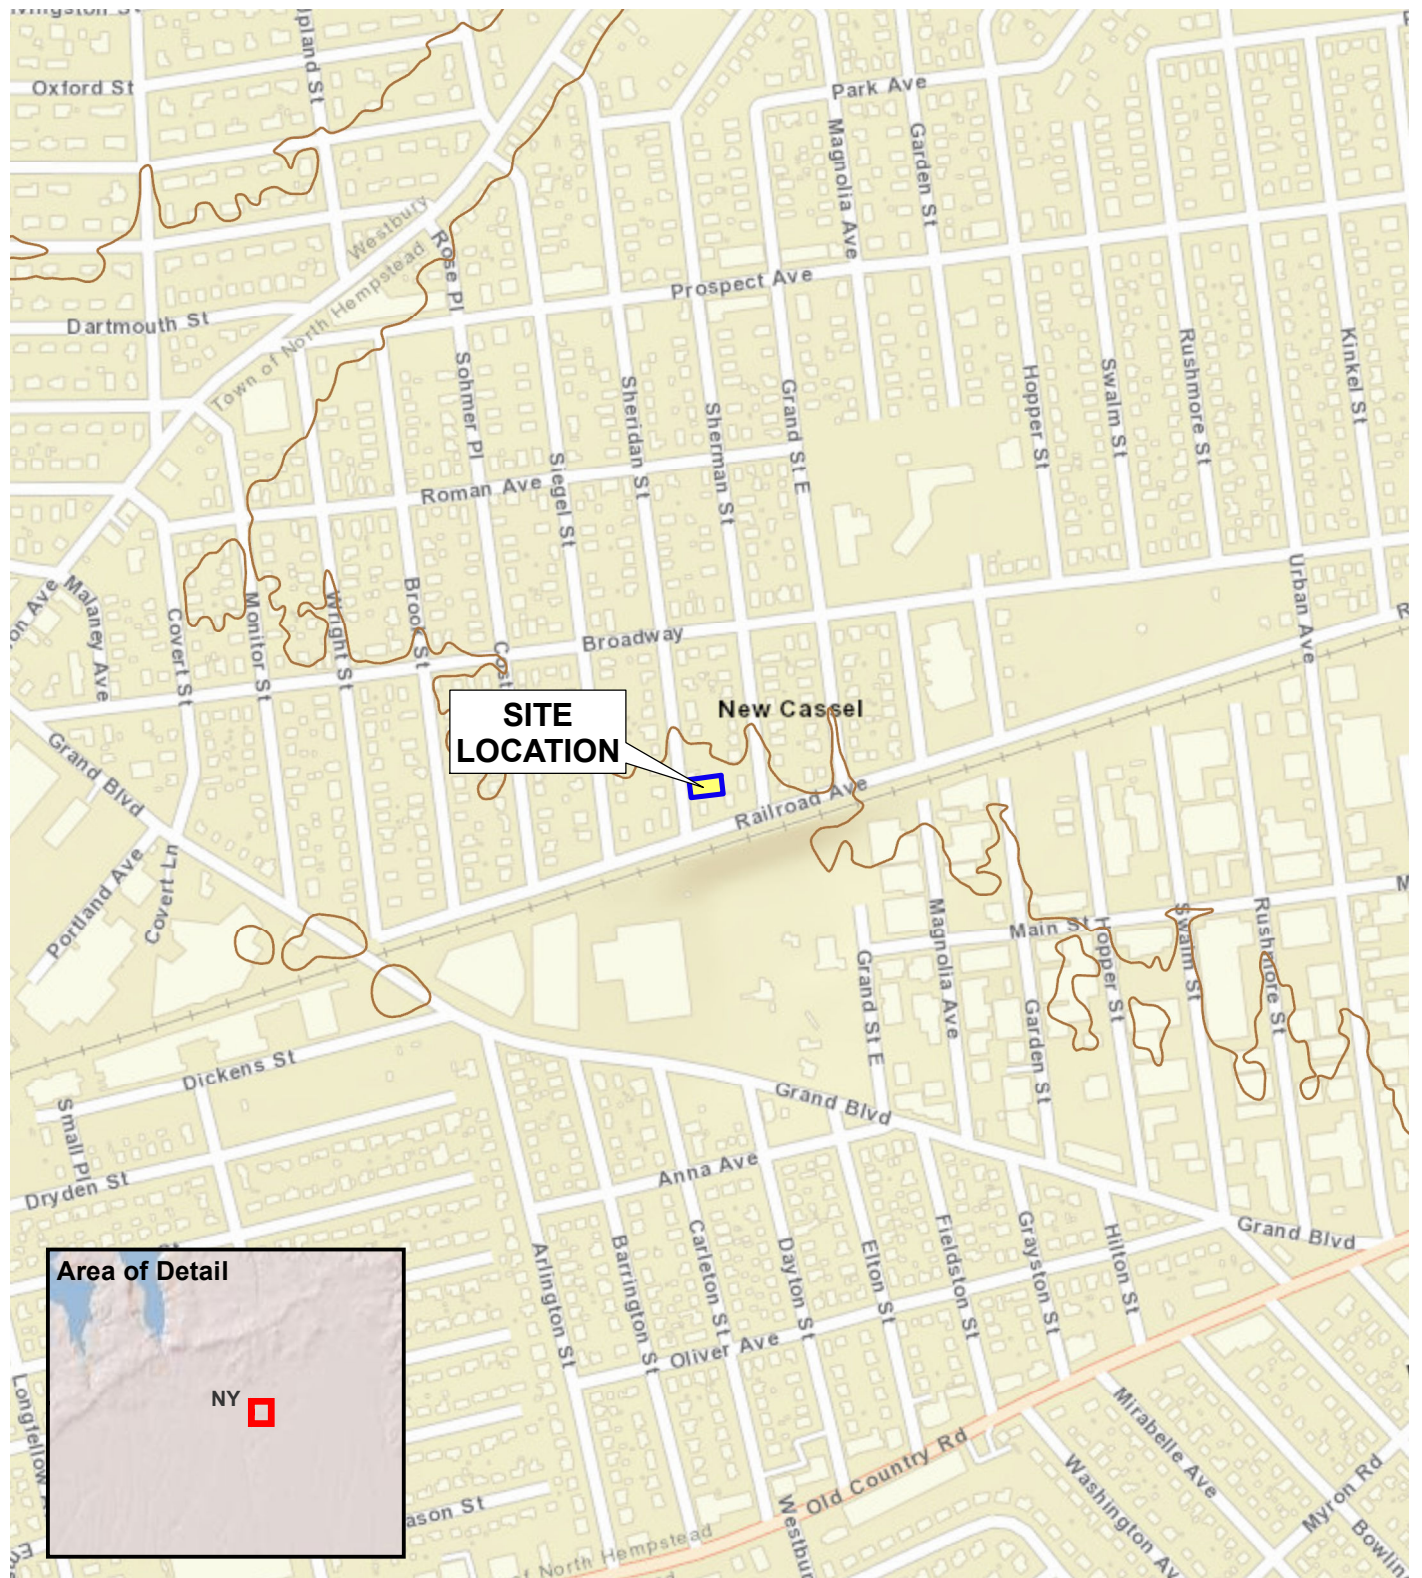 Oxford St
Park Ave
Magnolia Ave
Garden St
Westbury
Town of North Hempstead
Rose Pl
Prospect Ave
Dartmouth St
Sohmer Pl
Sheridan St
Sherman St
Grand St E
Hopper St
Swalm St
Rushmore St
Kinkel St
Siegel St
Roman Ave
Urban Ave
Malaney Ave
Covert St
Monitor St
Wright St
Brook St
Broadway
SITE
LOCATION
New Cassel
Grand Blvd
Railroad Ave
Portland Ave
Covert Ln
Magnolia Ave
Main St
Hopper St
Swalm St
Rushmore St
Grand St E
Garden St
Dickens St
Small Pl
Grand Blvd
Dryden St
Anna Ave
Grand Blvd
Arlington St
Barrington St
Carleton St
Dayton St
Elton St
Fieldston St
Grayston St
Hilton St
Area of Detail
NY
Oliver Ave
Old Country Rd
Mirabelle Ave
Washington Av
Myron Rd
Bowlin
Longfellow
ason St
Westbur
of North Hempstead